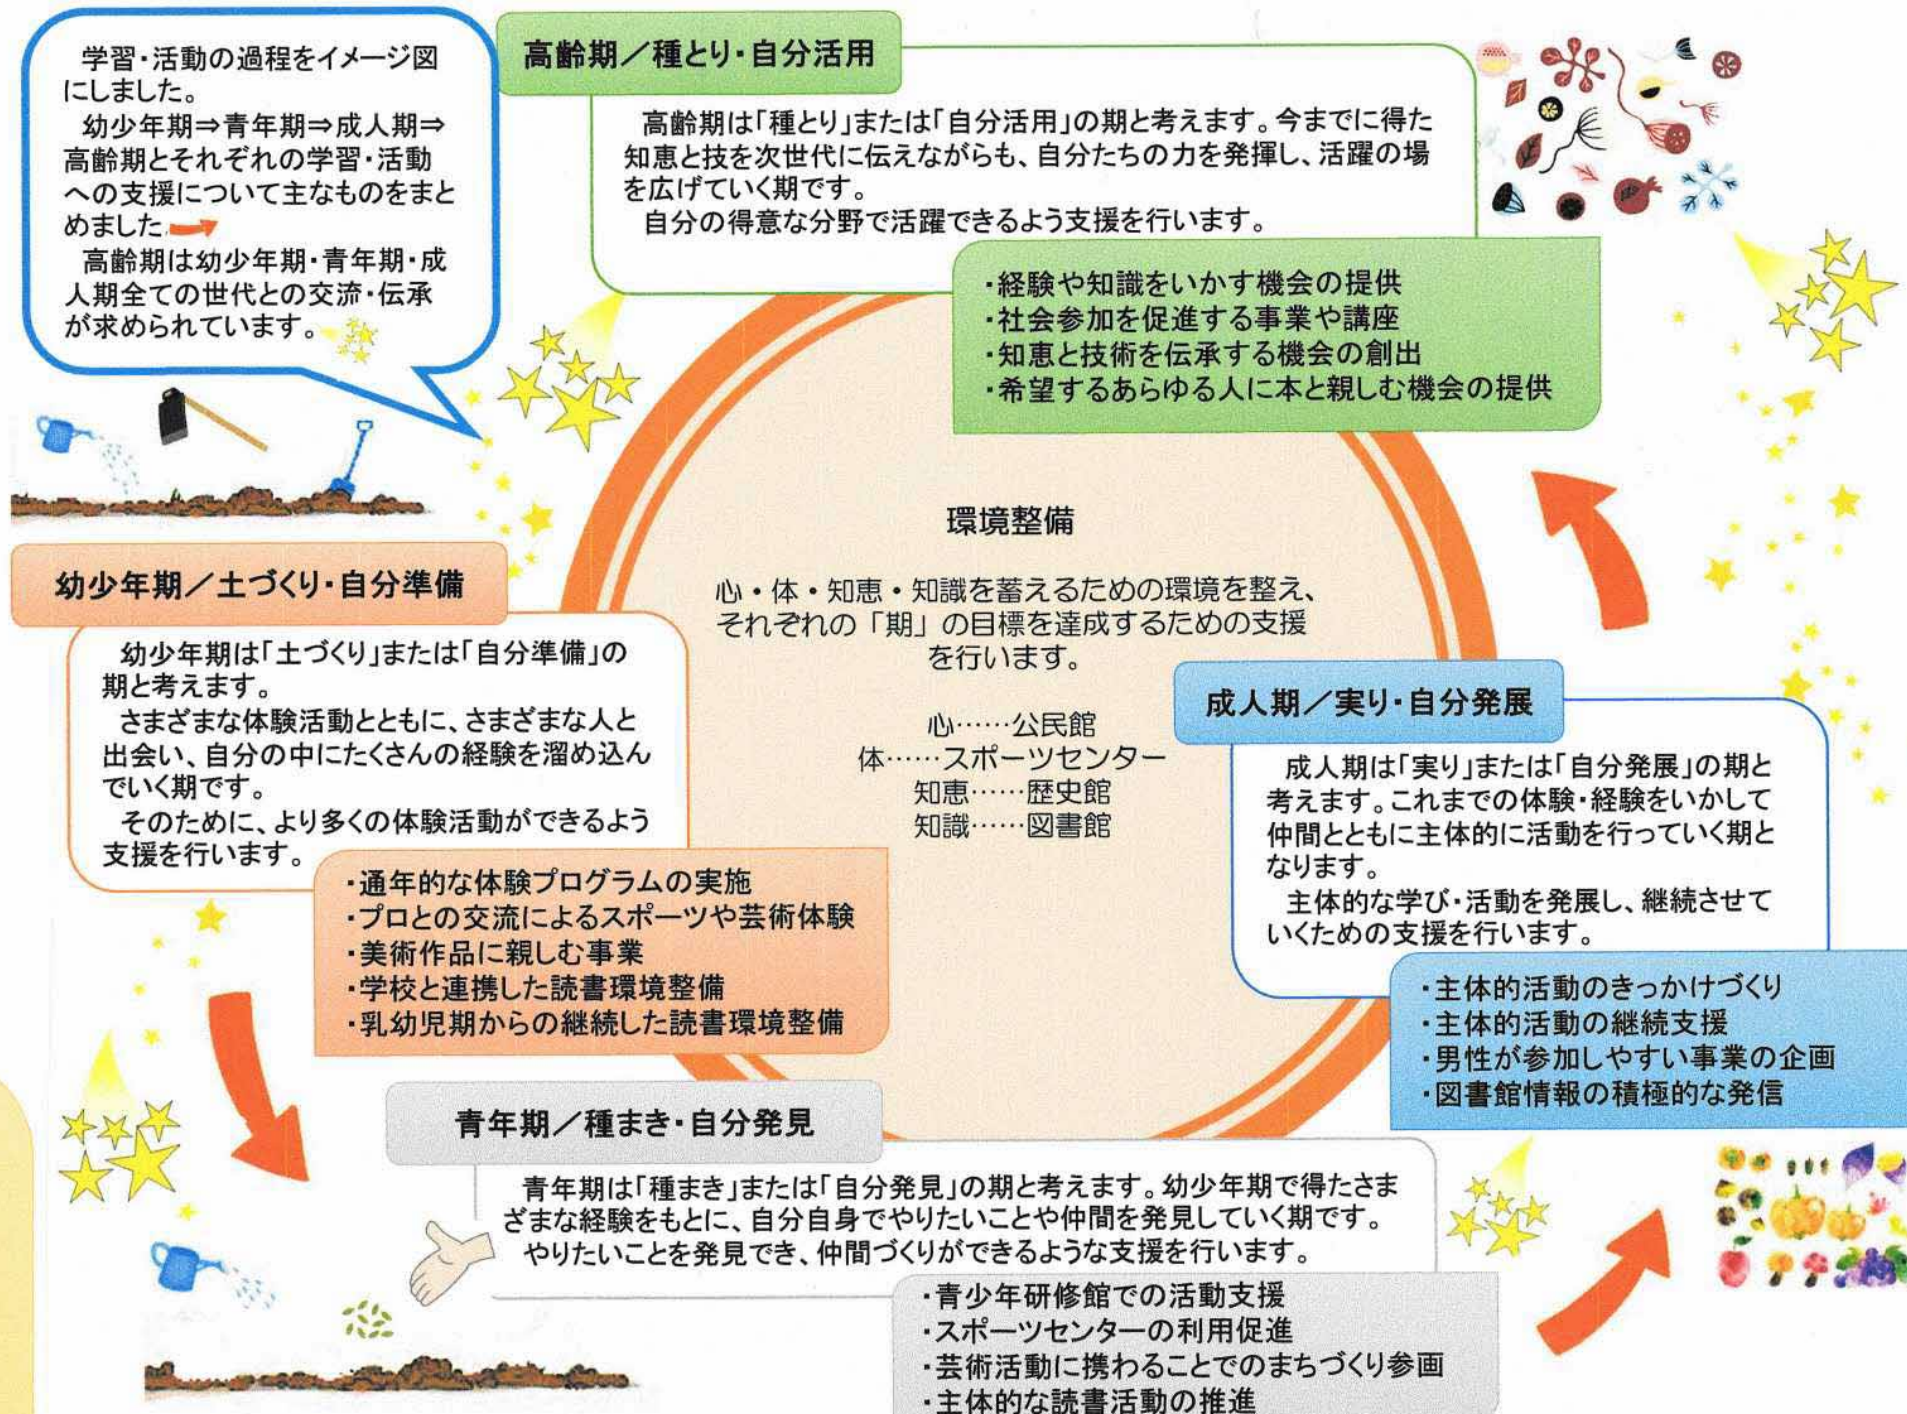 学習・活動の過程をイメージ図
にしました。
幼少年期⇒青年期⇒成人期⇒
高齢期とそれぞれの学習・活動
への支援について主なものをまと
めました
高齢期は幼少年期・青年期・成
人期全ての世代との交流・伝承
が求められています。
高齢期／種とり・自分活用
高齢期は「種とり」または「自分活用」の期と考えます。今までに得た
知恵と技を次世代に伝えながらも、自分たちの力を発揮し、活躍の場
を広げていく期です。
自分の得意な分野で活躍できるよう支援を行います。
・経験や知識をいかす機会の提供
・社会参加を促進する事業や講座
・知恵と技術を伝承する機会の創出
・希望するあらゆる人に本と親しむ機会の提供
環境整備
心・体・知恵・知識を蓄えるための環境を整え、
それぞれの「期」の目標を達成するための支援
を行います。
心……公民館
体……スポーツセンター
知恵……歴史館
知識……図書館
幼少年期／土づくり・自分準備
幼少年期は「土づくり」または「自分準備」の
期と考えます。
さまざまな体験活動とともに、さまざまな人と
出会い、自分の中にたくさんの経験を溜め込ん
でいく期です。
そのために、より多くの体験活動ができるよう
支援を行います。
・通年的な体験プログラムの実施
・プロとの交流によるスポーツや芸術体験
・美術作品に親しむ事業
・学校と連携した読書環境整備
・乳幼児期からの継続した読書環境整備
成人期／実り・自分発展
成人期は「実り」または「自分発展」の期と
考えます。これまでの体験・経験をいかして
仲間とともに主体的に活動を行っていく期と
なります。
主体的な学び・活動を発展し、継続させて
いくための支援を行います。
・主体的活動のきっかけづくり
・主体的活動の継続支援
・男性が参加しやすい事業の企画
・図書館情報の積極的な発信
青年期／種まき・自分発見
青年期は「種まき」または「自分発見」の期と考えます。幼少年期で得たさま
ざまな経験をもとに、自分自身でやりたいことや仲間を発見していく期です。
やりたいことを発見でき、仲間づくりができるような支援を行います。
・青少年研修館での活動支援
・スポーツセンターの利用促進
・芸術活動に携わることでのまちづくり参画
・主体的な読書活動の推進